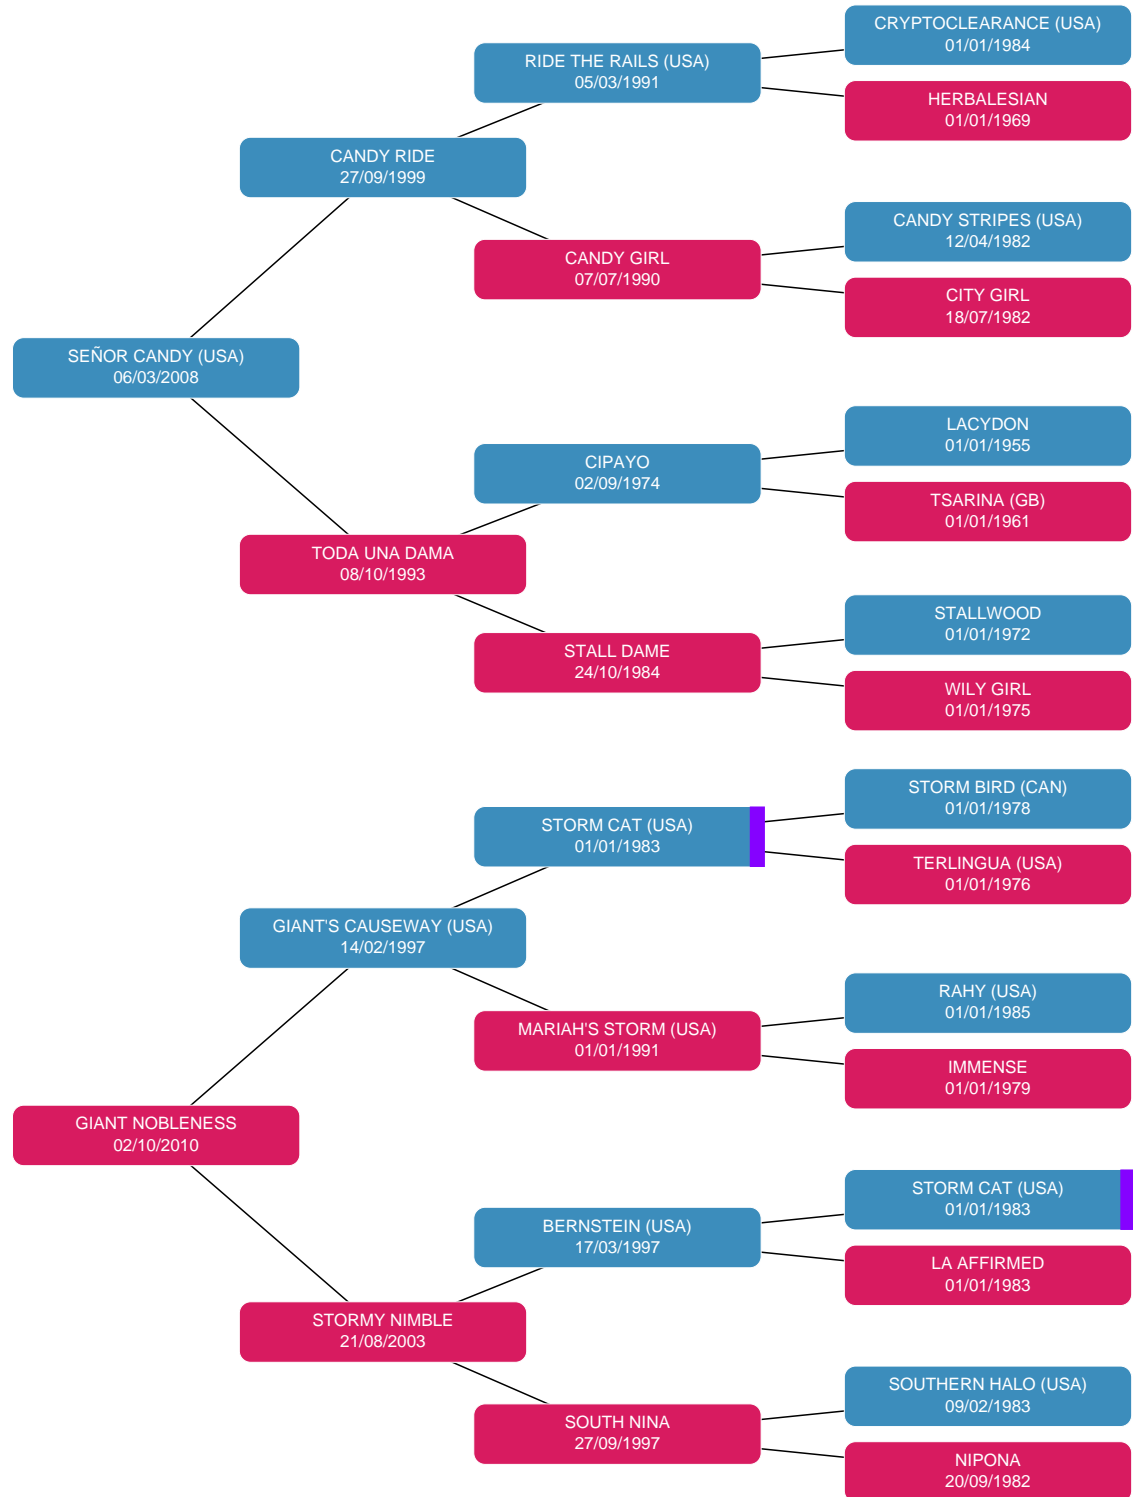 CRYPTOCLEARANCE (USA)
01/01/1984
RIDE THE RAILS (USA)
05/03/1991
HERBALESIAN
01/01/1969
CANDY RIDE
27/09/1999
CANDY STRIPES (USA)
12/04/1982
CANDY GIRL
07/07/1990
CITY GIRL
18/07/1982
SEÑOR CANDY (USA)
06/03/2008
LACYDON
01/01/1955
CIPAYO
02/09/1974
TSARINA (GB)
01/01/1961
TODA UNA DAMA
08/10/1993
STALLWOOD
01/01/1972
STALL DAME
24/10/1984
WILY GIRL
01/01/1975
STORM BIRD (CAN)
01/01/1978
STORM CAT (USA)
01/01/1983
TERLINGUA (USA)
01/01/1976
GIANT'S CAUSEWAY (USA)
14/02/1997
RAHY (USA)
01/01/1985
MARIAH'S STORM (USA)
01/01/1991
IMMENSE
01/01/1979
GIANT NOBLENESS
02/10/2010
STORM CAT (USA)
01/01/1983
BERNSTEIN (USA)
17/03/1997
LA AFFIRMED
01/01/1983
STORMY NIMBLE
21/08/2003
SOUTHERN HALO (USA)
09/02/1983
SOUTH NINA
27/09/1997
NIPONA
20/09/1982